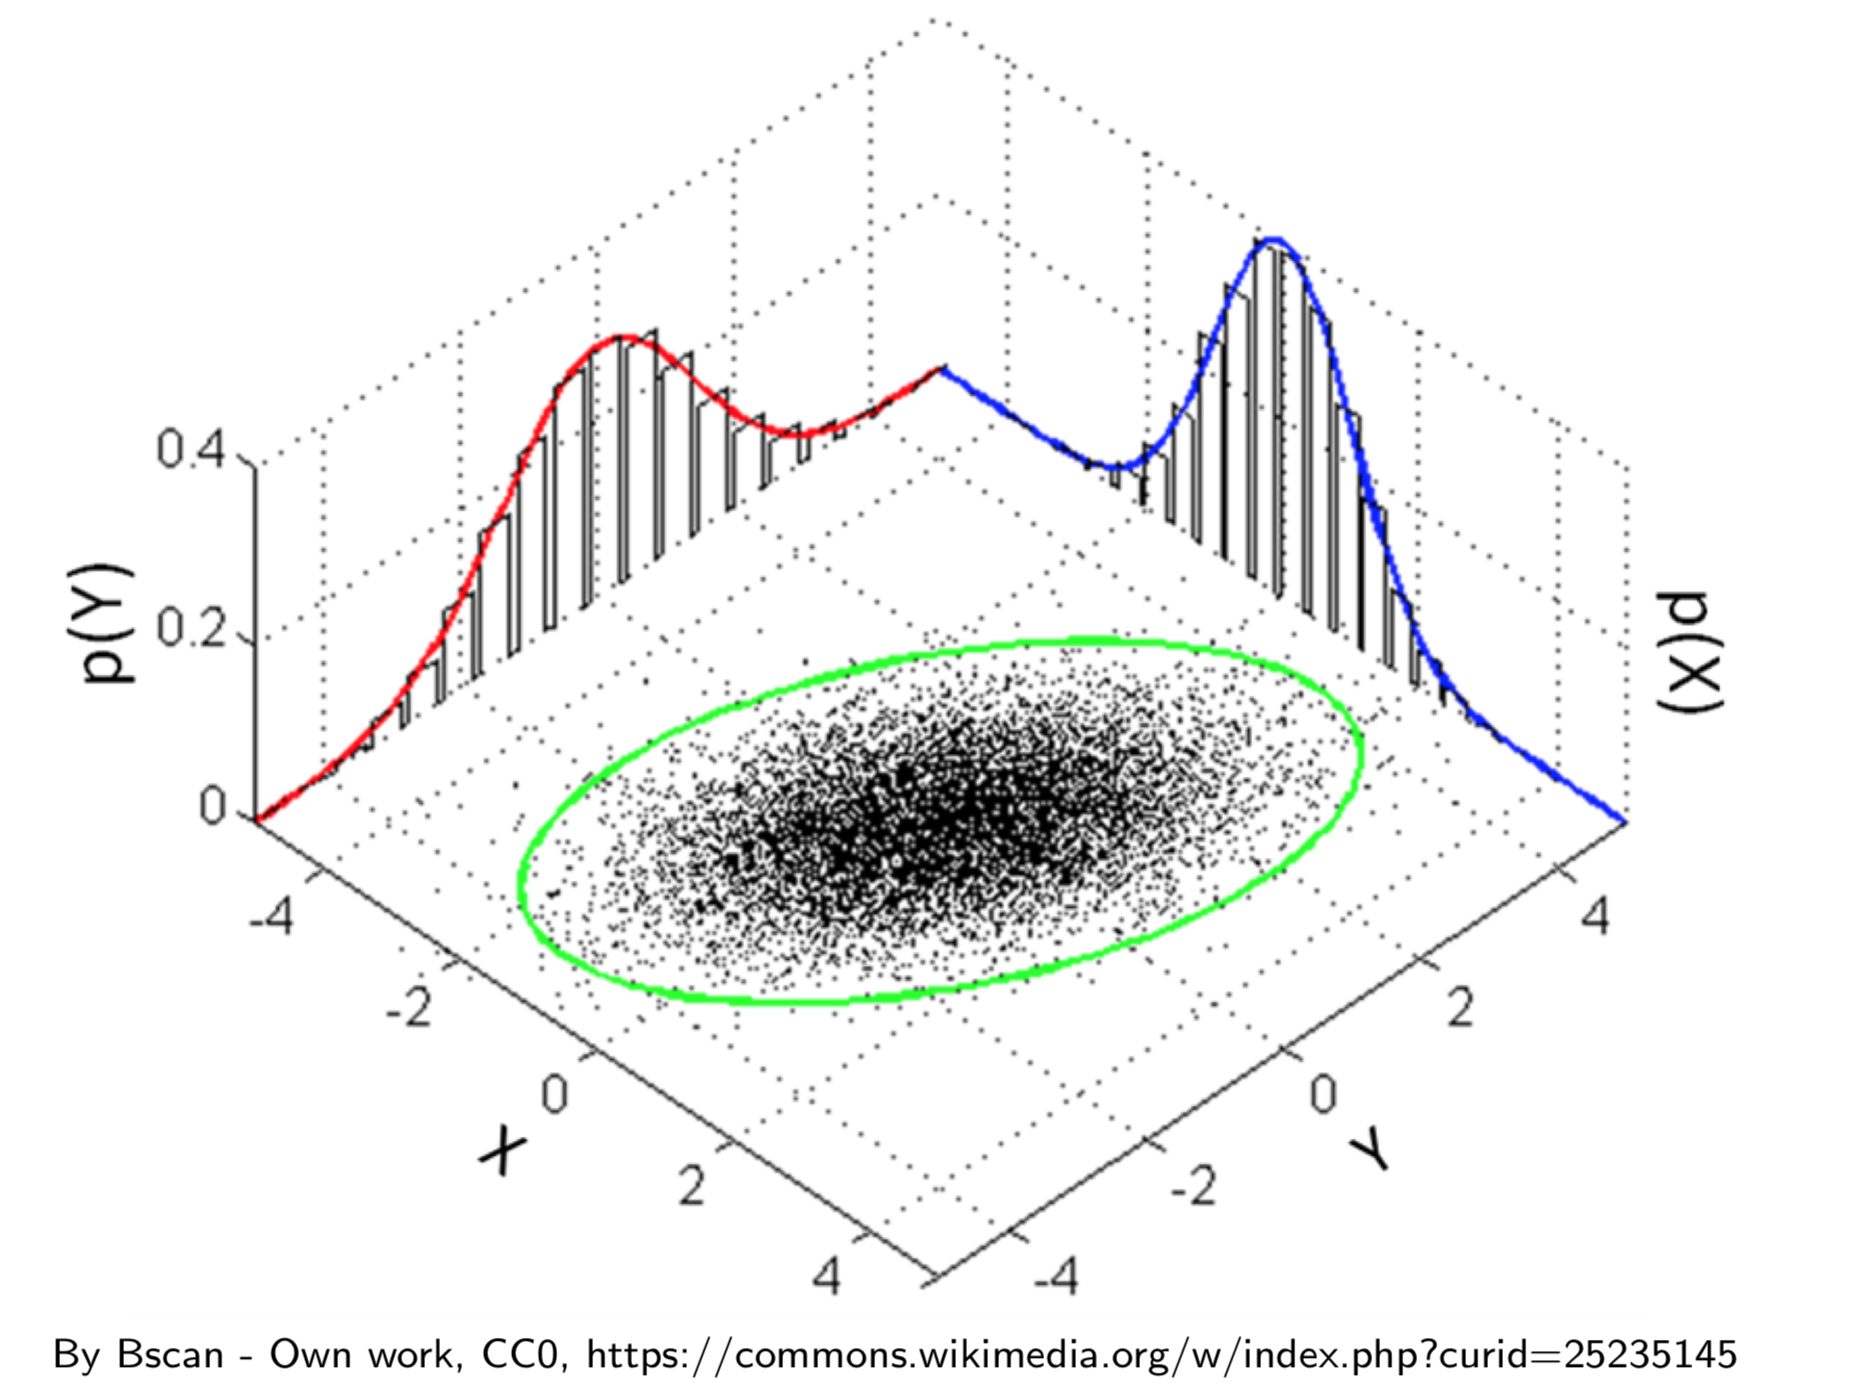 0.4
0.2
0
p(Y)
p(X)
-4
-2
0
2
4
X
-4
-2
0
2
4
Y
By Bscan - Own work, CC0, https://commons.wikimedia.org/w/index.php?curid=25235145